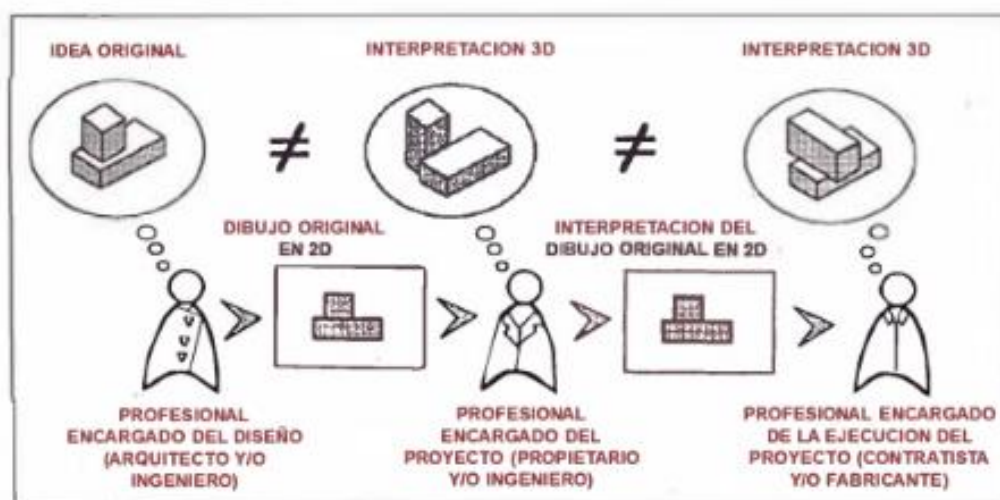 IDEA ORIGINAL
INTERPRETACION 3D
INTERPRETACION 3D
≠
≠
DIBUJO ORIGINAL
EN 2D
INTERPRETACION DEL
DIBUJO ORIGINAL EN 2D
PROFESIONAL
ENCARGADO DEL DISEÑO
(ARQUITECTO Y/O
INGENIERO)
PROFESIONAL
ENCARGADO DEL
PROYECTO (PROPIETARIO
Y/O INGENIERO)
PROFESIONAL ENCARGADO
DE LA EJECUCION DEL
PROYECTO (CONTRATISTA
Y/O FABRICANTE)